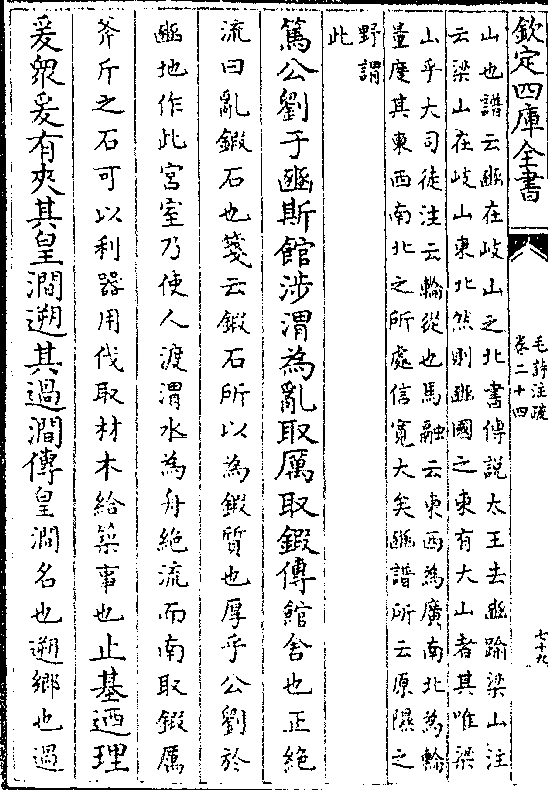 欽定四庫全書
毛詩注疏
卷二十四
七十九
山也譜云豳在岐山之北書傳說太王去豳踰梁山注
云梁山在岐山東北然則豳國之東有大山者其唯梁
山乎大司徒注云輪從也馬融云東西為廣南北為輪
量度其東西南北之所處信寛大矣豳譜所云原隰之
野謂
此
篤公劉于豳斯館涉渭為亂取厲取鍛傳館舍也正絶
流曰亂鍛石也箋云鍛石所以為鍛質也厚乎公劉於
豳地作此宫室乃使人渡渭水為舟絶流而南取鍛厲
斧斤之石可以利器用伐取材木給築事也止基迺理
爰衆爰有夾其皇澗遡其過澗傳皇澗名也遡鄉也過